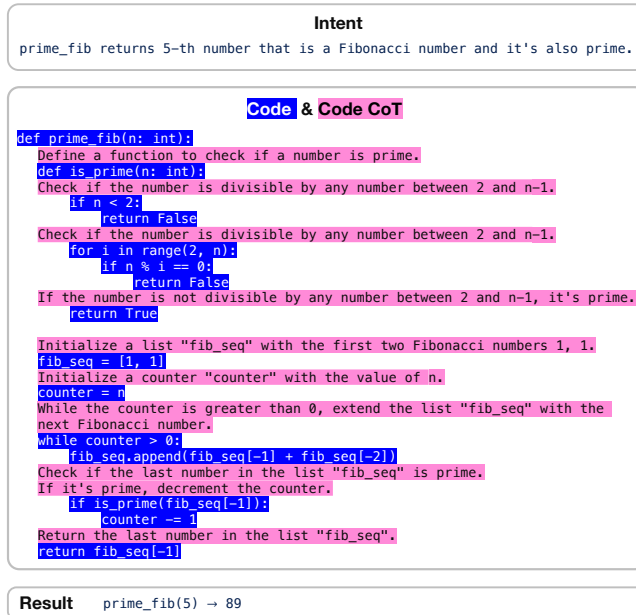 Intent
prime_fib returns 5-th number that is a Fibonacci number and it's also prime.
Code & Code CoT
def prime_fib(n: int):
Define a function to check if a number is prime.
def is_prime(n: int):
Check if the number is divisible by any number between 2 and n-1.
if n < 2:
return False
Check if the number is divisible by any number between 2 and n-1.
for i in range(2, n):
if n % i == 0:
return False
If the number is not divisible by any number between 2 and n-1, it's prime.
return True
Initialize a list "fib_seq" with the first two Fibonacci numbers 1, 1.
fib_seq = [1, 1]
Initialize a counter "counter" with the value of n.
counter = n
While the counter is greater than 0, extend the list "fib_seq" with the
next Fibonacci number.
while counter > 0:
fib_seq.append(fib_seq[-1] + fib_seq[-2])
Check if the last number in the list "fib_seq" is prime.
If it's prime, decrement the counter.
if is_prime(fib_seq[-1]):
counter -= 1
Return the last number in the list "fib_seq".
return fib_seq[-1]
Result prime_fib(5) → 89